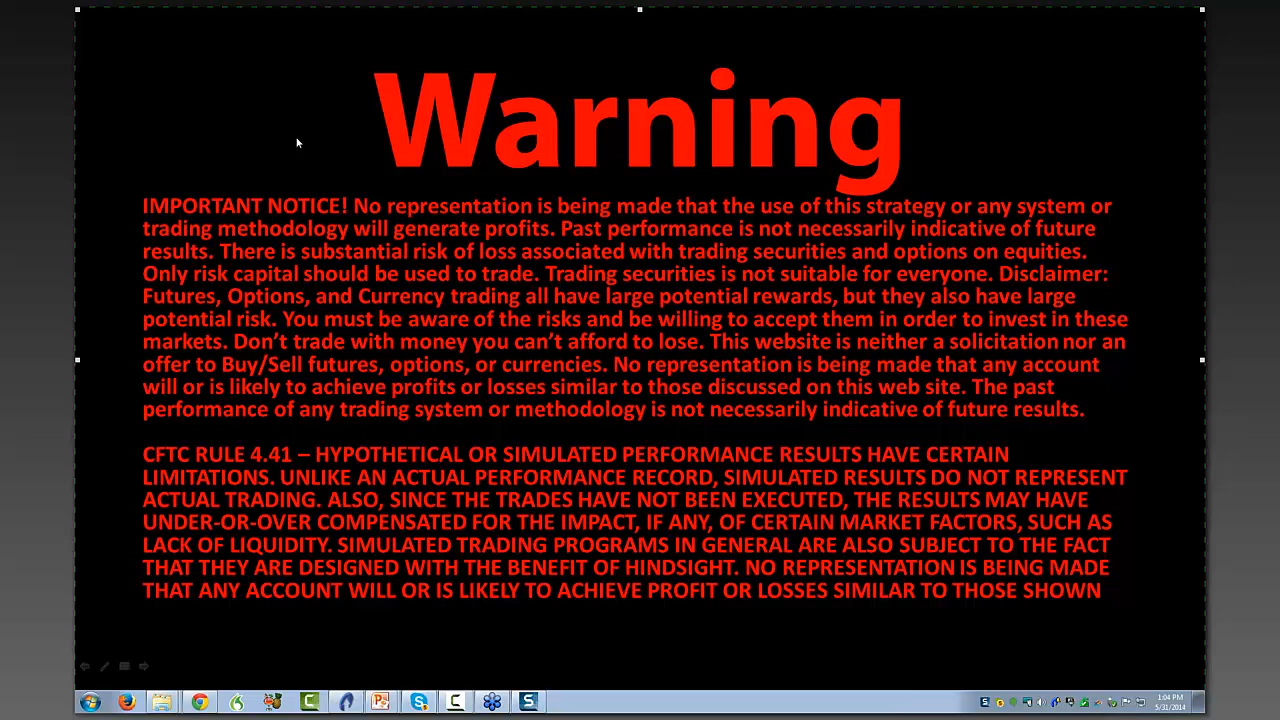 Warning
IMPORTANT NOTICE! No representation is being made that the use of this strategy or any system or
trading methodology will generate profits. Past performance is not necessarily indicative of future
results. There is substantial risk of loss associated with trading securities and options on equities.
Only risk capital should be used to trade. Trading securities is not suitable for everyone. Disclaimer:
Futures, Options, and Currency trading all have large potential rewards, but they also have large
potential risk. You must be aware of the risks and be willing to accept them in order to invest in these
markets. Don’t trade with money you can’t afford to lose. This website is neither a solicitation nor an
offer to Buy/Sell futures, options, or currencies. No representation is being made that any account
will or is likely to achieve profits or losses similar to those discussed on this web site. The past
performance of any trading system or methodology is not necessarily indicative of future results.
CFTC RULE 4.41 – HYPOTHETICAL OR SIMULATED PERFORMANCE RESULTS HAVE CERTAIN
LIMITATIONS. UNLIKE AN ACTUAL PERFORMANCE RECORD, SIMULATED RESULTS DO NOT REPRESENT
ACTUAL TRADING. ALSO, SINCE THE TRADES HAVE NOT BEEN EXECUTED, THE RESULTS MAY HAVE
UNDER-OR-OVER COMPENSATED FOR THE IMPACT, IF ANY, OF CERTAIN MARKET FACTORS, SUCH AS
LACK OF LIQUIDITY. SIMULATED TRADING PROGRAMS IN GENERAL ARE ALSO SUBJECT TO THE FACT
THAT THEY ARE DESIGNED WITH THE BENEFIT OF HINDSIGHT. NO REPRESENTATION IS BEING MADE
THAT ANY ACCOUNT WILL OR IS LIKELY TO ACHIEVE PROFIT OR LOSSES SIMILAR TO THOSE SHOWN
1:04 PM
5/31/2014